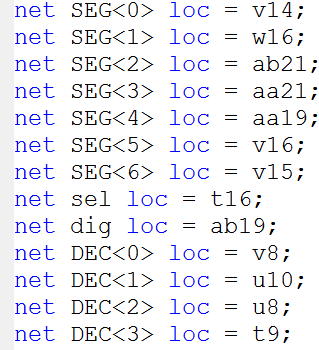 net SEG<0> loc = v14;
net SEG<1> loc = w16;
net SEG<2> loc = ab21;
net SEG<3> loc = aa21;
net SEG<4> loc = aa19;
net SEG<5> loc = v16;
net SEG<6> loc = v15;
net sel loc = t16;
net dig loc = ab19;
net DEC<0> loc = v8;
net DEC<1> loc = u10;
net DEC<2> loc = u8;
net DEC<3> loc = t9;